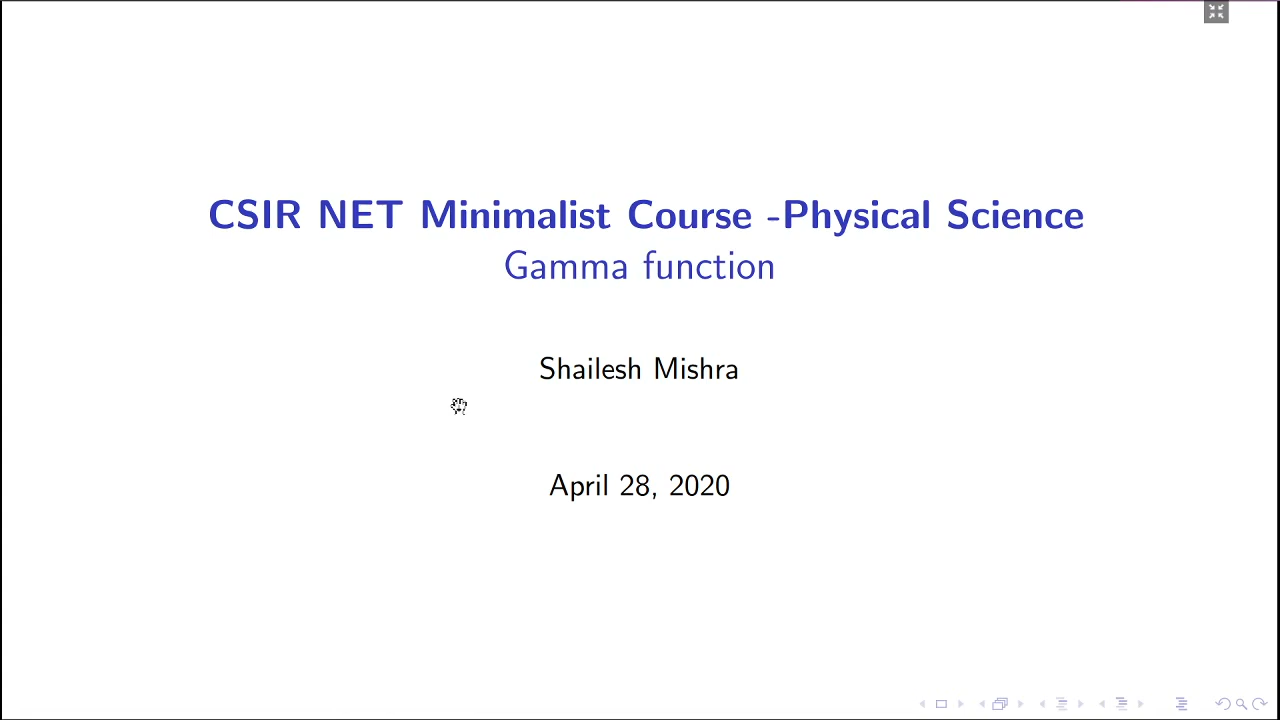 CSIR NET Minimalist Course -Physical Science
Gamma function
Shailesh Mishra
April 28, 2020